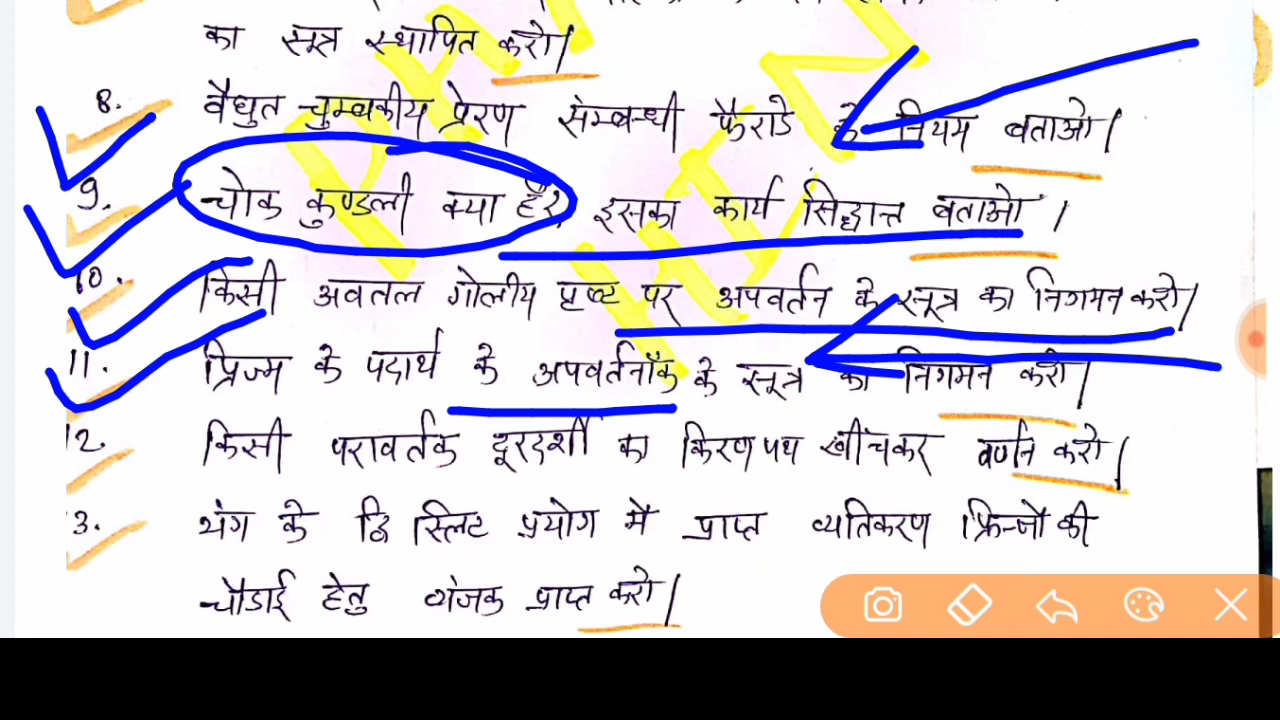 का सूत्र स्थापित करो।
8. वैधुत चुम्बकीय प्रेरण सम्बन्धी फैराडे के नियम बताओ।
9. चोक कुण्डली क्या है? इसका कार्य सिद्धान्त बताओ ।
10. किसी अवतल गोलीय पृष्ट पर अपवर्तन के सूत्र का निगमन करो।
11. प्रिज्म के पदार्थ के अपवर्तनाँक के सूत्र का निगमन करो।
12. किसी परावर्तक दूरदर्शी का किरण पथ खींचकर वर्णन करो।
3. यंग के द्वि स्लिट प्रयोग में प्राप्त व्यतिकरण फ्रिन्जो की
चौडाई हेतु व्यंजक प्राप्त करो।